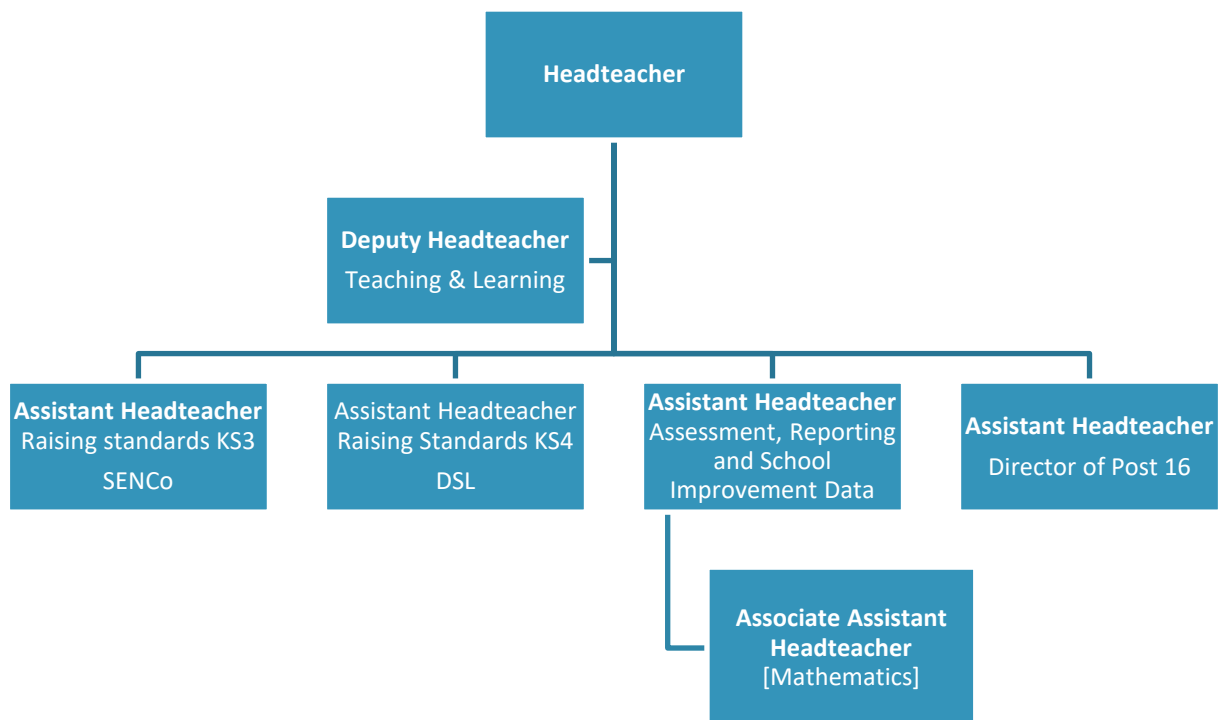 Headteacher
Deputy Headteacher
Teaching & Learning
Assistant Headteacher
Raising standards KS3
SENCo
Assistant Headteacher
Raising Standards KS4
DSL
Assistant Headteacher
Assessment, Reporting
and School
Improvement Data
Assistant Headteacher
Director of Post 16
Associate Assistant
Headteacher
[Mathematics]